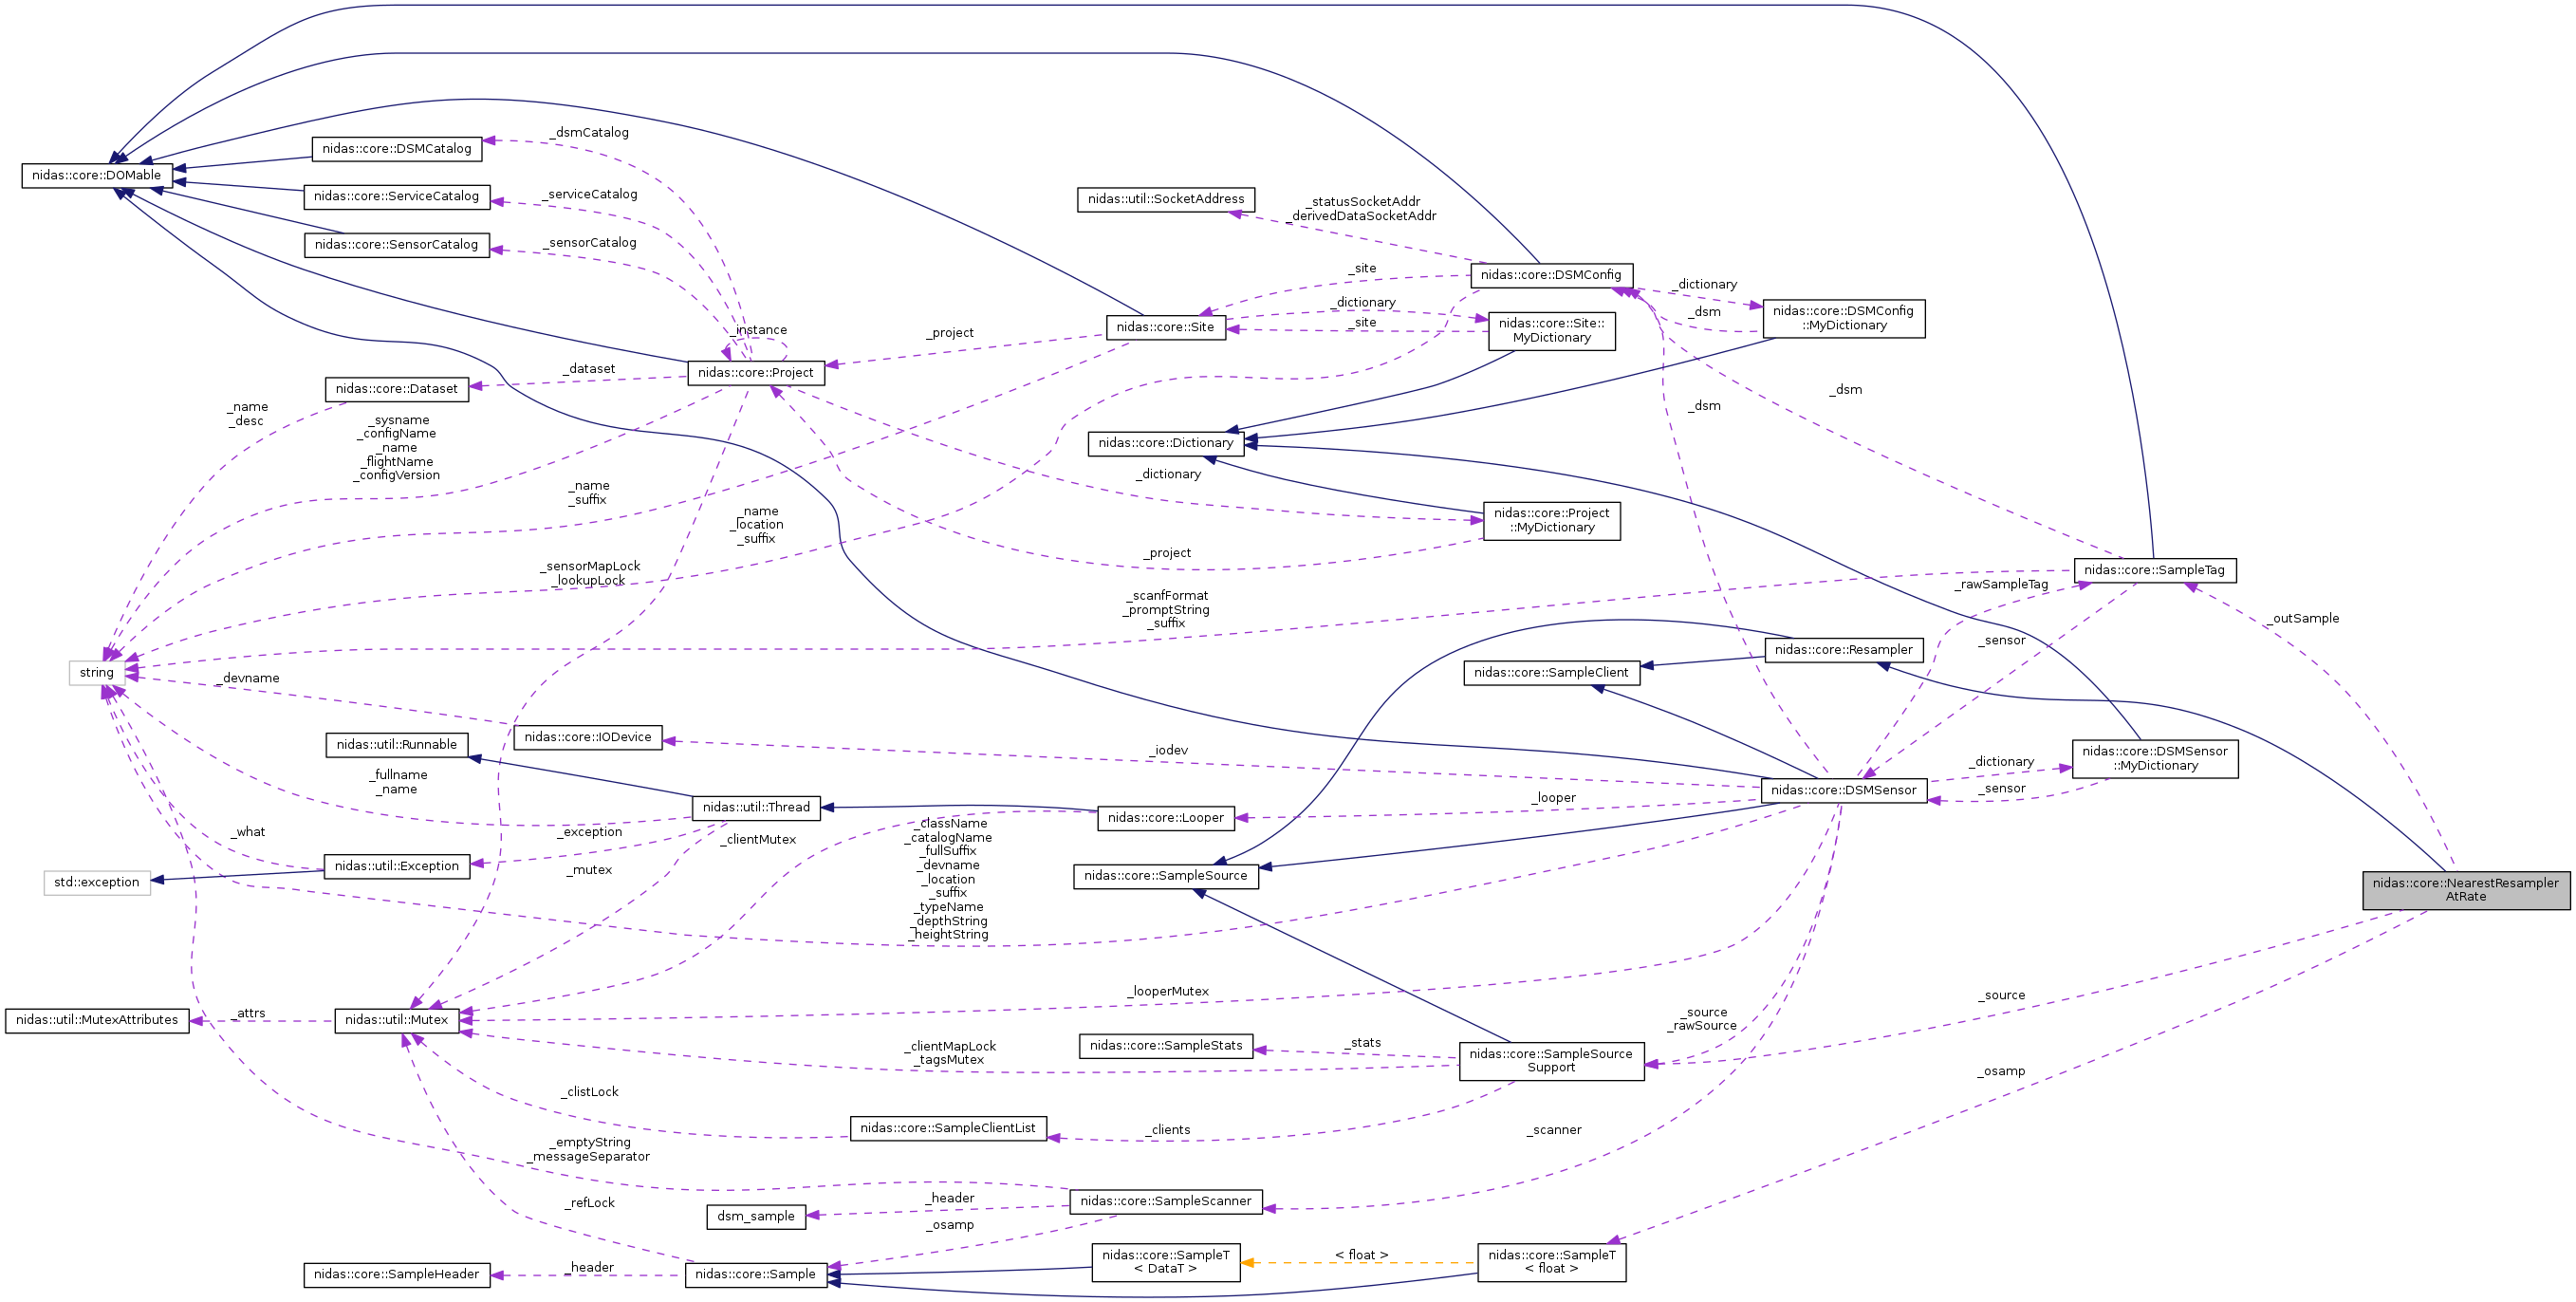 _dsmCatalog
nidas::core::DSMCatalog
nidas::core::DOMable
_serviceCatalog
nidas::core::ServiceCatalog
nidas::util::SocketAddress
_statusSocketAddr
_derivedDataSocketAddr
_sensorCatalog
nidas::core::SensorCatalog
_site
nidas::core::DSMConfig
_dictionary
_dictionary
nidas::core::DSMConfig
::MyDictionary
_dsm
_instance
_project
nidas::core::Site
_site
nidas::core::Site::
MyDictionary
_dataset
nidas::core::Project
nidas::core::Dataset
_name
_desc
_sysname
_configName
_name
_flightName
_configVersion
_dsm
_dsm
nidas::core::Dictionary
_name
_suffix
_dictionary
_name
_location
_suffix
nidas::core::Project
::MyDictionary
_project
_sensorMapLock
_lookupLock
nidas::core::SampleTag
_rawSampleTag
_scanfFormat
_promptString
_suffix
_outSample
_sensor
nidas::core::Resampler
string
_devname
nidas::core::SampleClient
nidas::util::Runnable
nidas::core::IODevice
_iodev
_dictionary
nidas::core::DSMSensor
::MyDictionary
_fullname
_name
nidas::core::DSMSensor
_sensor
_looper
nidas::util::Thread
nidas::core::Looper
_what
_exception
_clientMutex
_className
_catalogName
_fullSuffix
_devname
_location
_suffix
_typeName
_depthString
_heightString
std::exception
nidas::util::Exception
_mutex
nidas::core::SampleSource
nidas::core::NearestResampler
AtRate
_looperMutex
_source
nidas::util::MutexAttributes
_attrs
nidas::util::Mutex
_source
_rawSource
_clientMapLock
_tagsMutex
nidas::core::SampleStats
_stats
nidas::core::SampleSource
Support
_osamp
_clistLock
nidas::core::SampleClientList
_clients
_scanner
_emptyString
_messageSeparator
_refLock
dsm_sample
_header
nidas::core::SampleScanner
_osamp
nidas::core::SampleHeader
_header
nidas::core::Sample
nidas::core::SampleT
< DataT >
< float >
nidas::core::SampleT
< float >